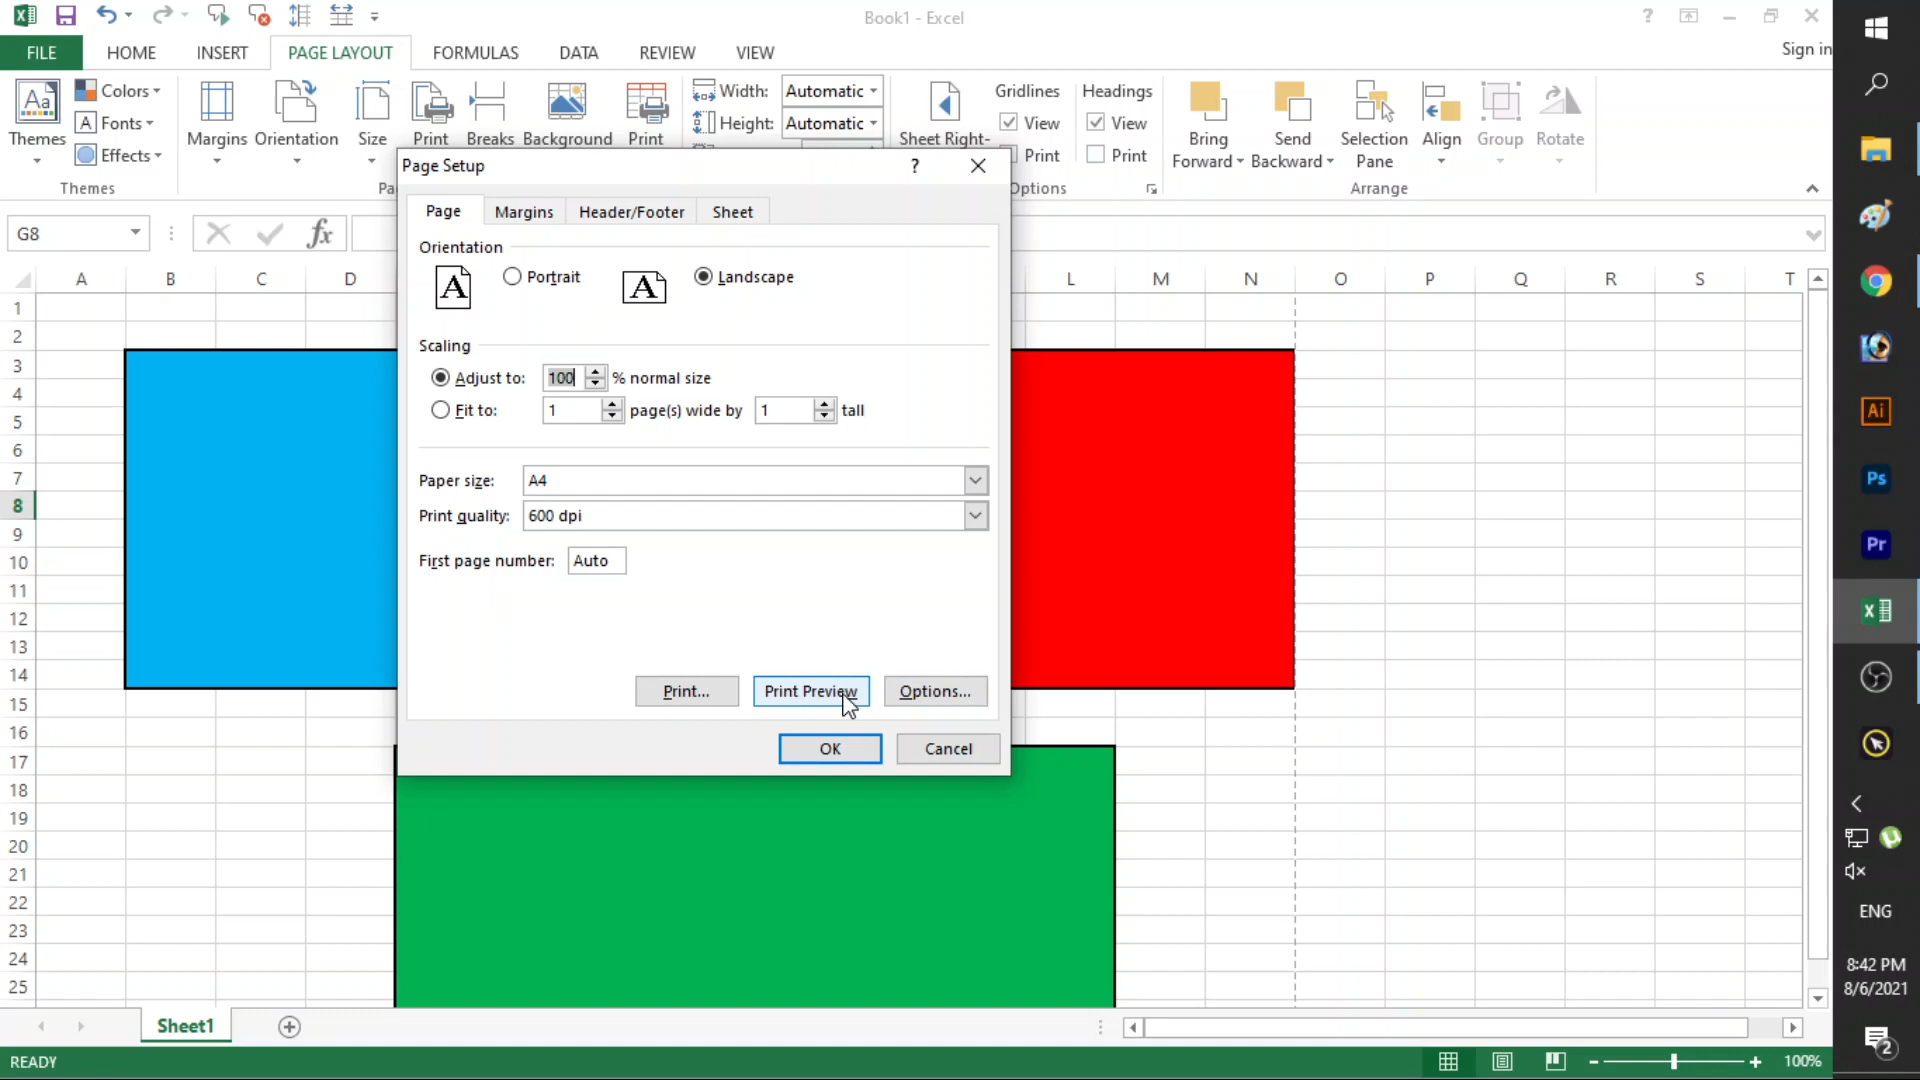 Book1 - Excel
?
FILE HOME INSERT PAGE LAYOUT FORMULAS DATA REVIEW VIEW Sign in
Colors Width: Automatic Gridlines Headings
Fonts Height: Automatic View View
Themes Margins Orientation Size Print Breaks Background Print Sheet Right- Bring Send Selection Align Group Rotate
Effects Print Print Forward Backward Pane
Themes Pa Options Arrange
Page Setup ?
Page Margins Header/Footer Sheet
G8 fx
Orientation
A Portrait A Landscape
A B C D L M N O P Q R S T
Scaling
Adjust to: 100 % normal size
Fit to: 1 page(s) wide by 1 tall
Paper size: A4
Print quality: 600 dpi
First page number: Auto
Print... Print Preview Options...
OK Cancel
1
2
3
4
5
6
7
8
9
10
11
12
13
14
15
16
17
18
19
20
21
22
23
24
25
Sheet1
READY 100%
Ai
Ps
Pr
ENG
8:42 PM
8/6/2021
2